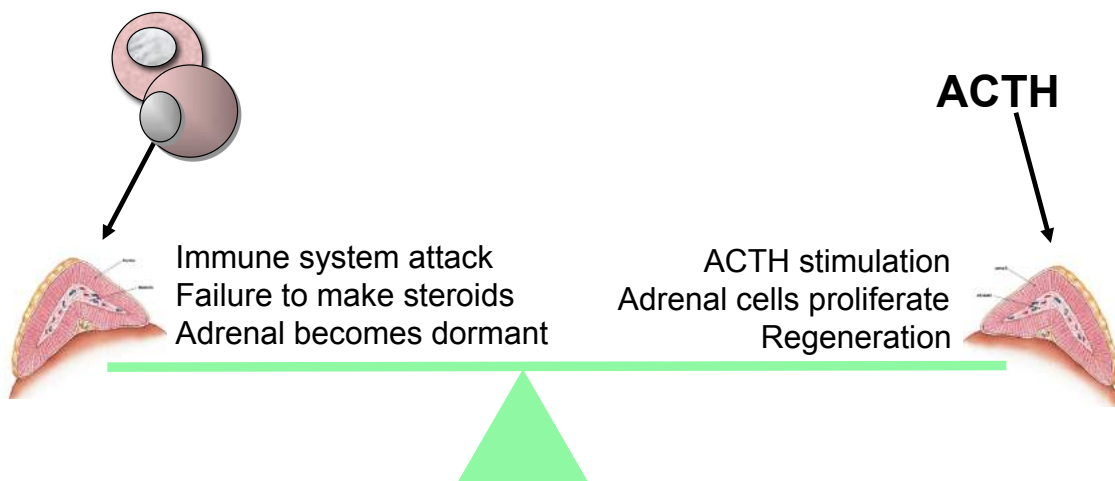 ACTH
Immune system attack
Failure to make steroids
Adrenal becomes dormant
ACTH stimulation
Adrenal cells proliferate
Regeneration